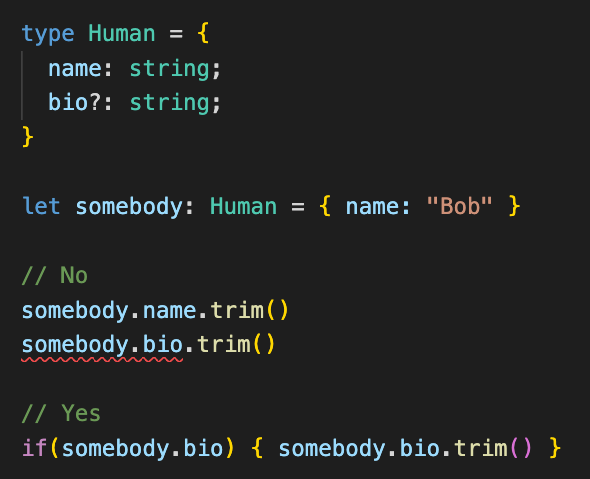 type Human = {
  name: string;
  bio?: string;
}
let somebody: Human = { name: "Bob" }
// No
somebody.name.trim()
somebody.bio.trim()
// Yes
if(somebody.bio) { somebody.bio.trim() }